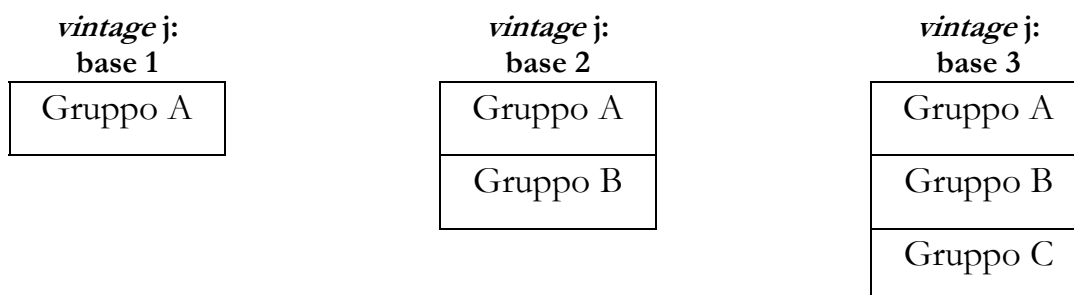 vintage j:
base 1
Gruppo A
vintage j:
base 2
Gruppo A
Gruppo B
vintage j:
base 3
Gruppo A
Gruppo B
Gruppo C